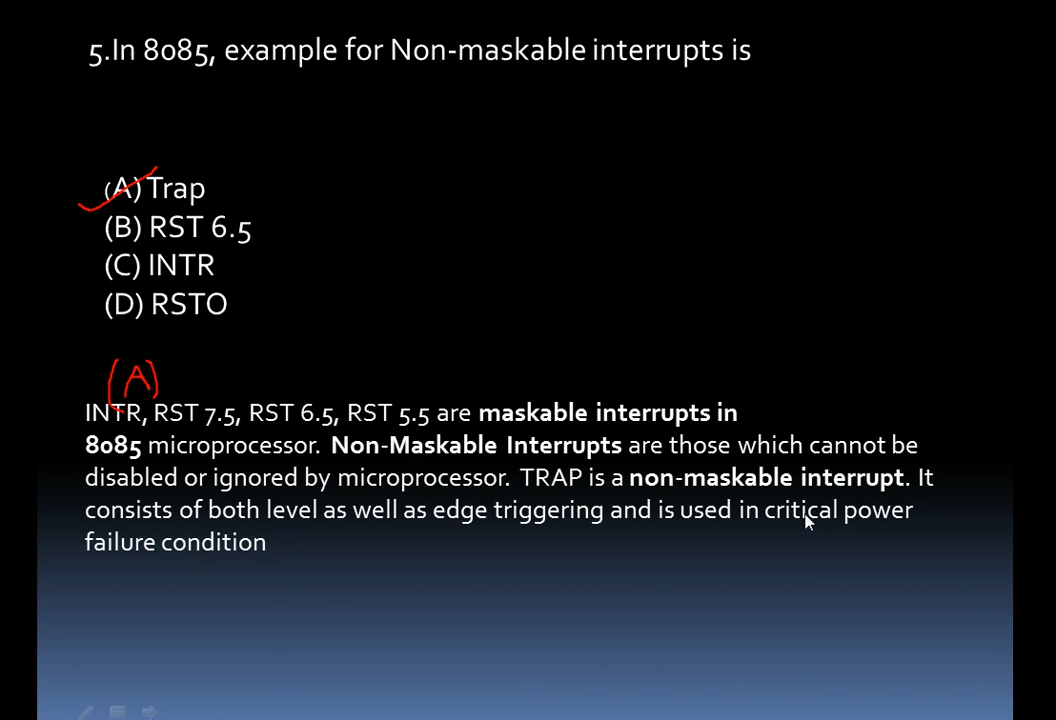 5.In 8085, example for Non-maskable interrupts is
(A) Trap
(B) RST 6.5
(C) INTR
(D) RSTO
(A)
INTR, RST 7.5, RST 6.5, RST 5.5 are maskable interrupts in
8085 microprocessor. Non-Maskable Interrupts are those which cannot be
disabled or ignored by microprocessor. TRAP is a non-maskable interrupt. It
consists of both level as well as edge triggering and is used in critical power
failure condition